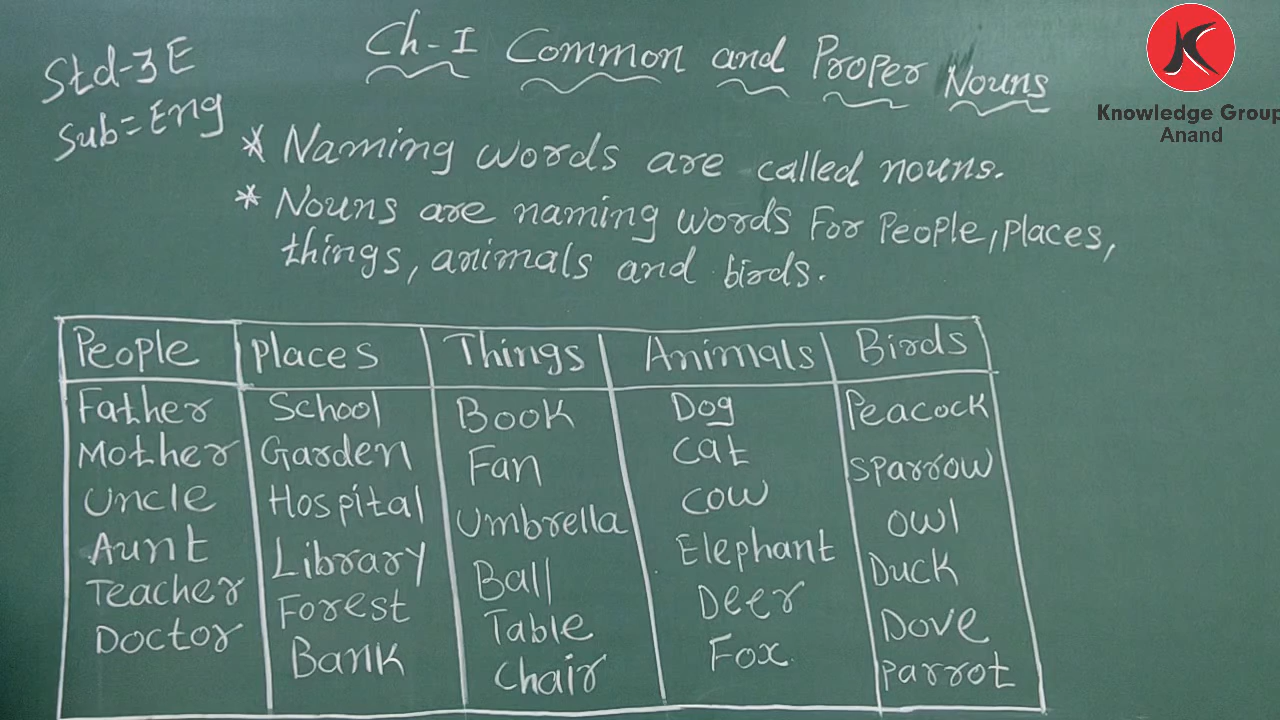 Std-3E
Sub=Eng
Ch-I Common and Proper Nouns
K
Knowledge Group
Anand
* Naming words are called nouns.
* Nouns are naming words For People, places,
things, animals and birds.
People Places Things Animals Birds
Father School Book Dog Peacock
Mother Garden Fan Cat Sparrow
Uncle Hospital Umbrella Cow Owl
Aunt Library Ball Elephant Duck
Teacher Forest Table Deer Dove
Doctor Bank Chair Fox Parrot